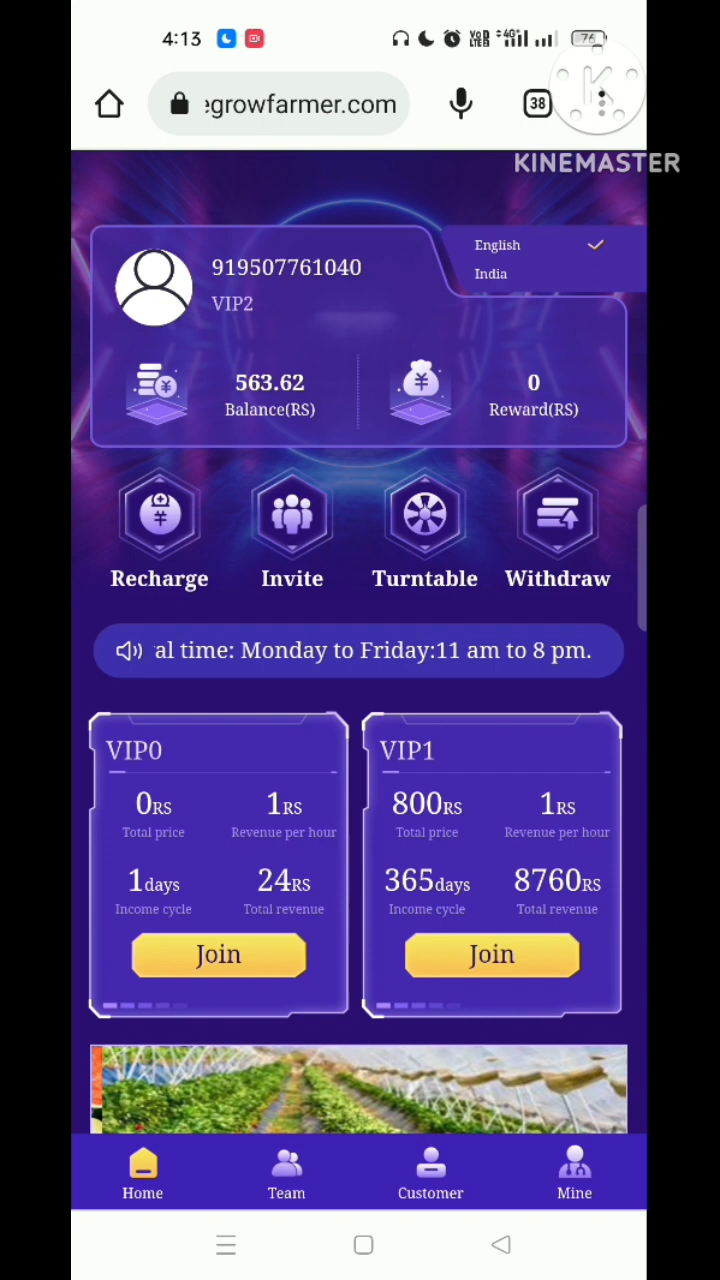 4:13
4G+
76
egrowfarmer.com
38
K
KINEMASTER
English
India
919507761040
VIP2
563.62
Balance(RS)
0
Reward(RS)
Recharge
Invite
Turntable
Withdraw
al time: Monday to Friday:11 am to 8 pm.
VIP0
0RS
1RS
Total price
Revenue per hour
1days
24RS
Income cycle
Total revenue
Join
VIP1
800RS
1RS
Total price
Revenue per hour
365days
8760RS
Income cycle
Total revenue
Join
Home
Team
Customer
Mine